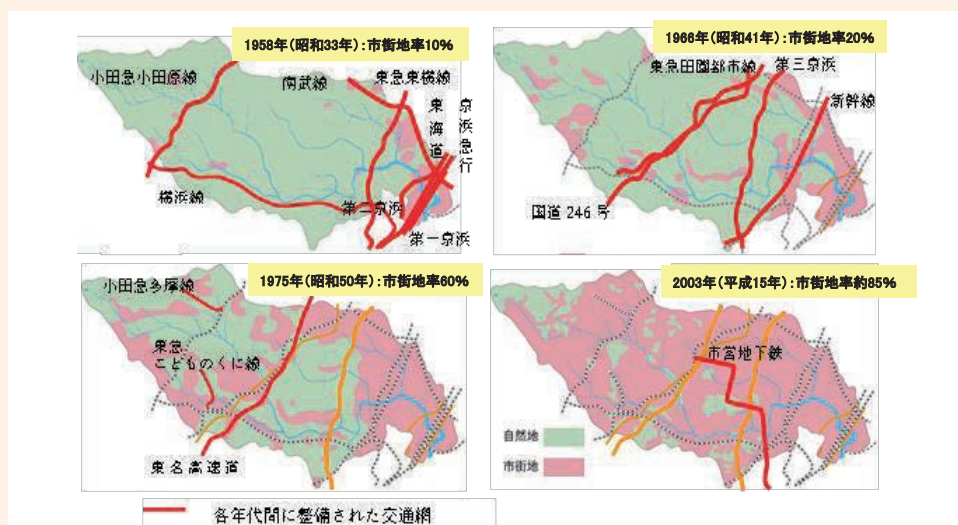 1958年(昭和33年):市街地率10%
小田急小田原線
南武線
東急東横線
東海道
京浜急行
横浜線
第二京浜
第一京浜
1966年(昭和41年):市街地率20%
東急田園都市線
第三京浜
新幹線
国道246号
1975年(昭和50年):市街地率60%
小田急多摩線
東急
こどものくに線
東名高速道
2003年(平成15年):市街地率約85%
市営地下鉄
自然地
市街地
各年代間に整備された交通網